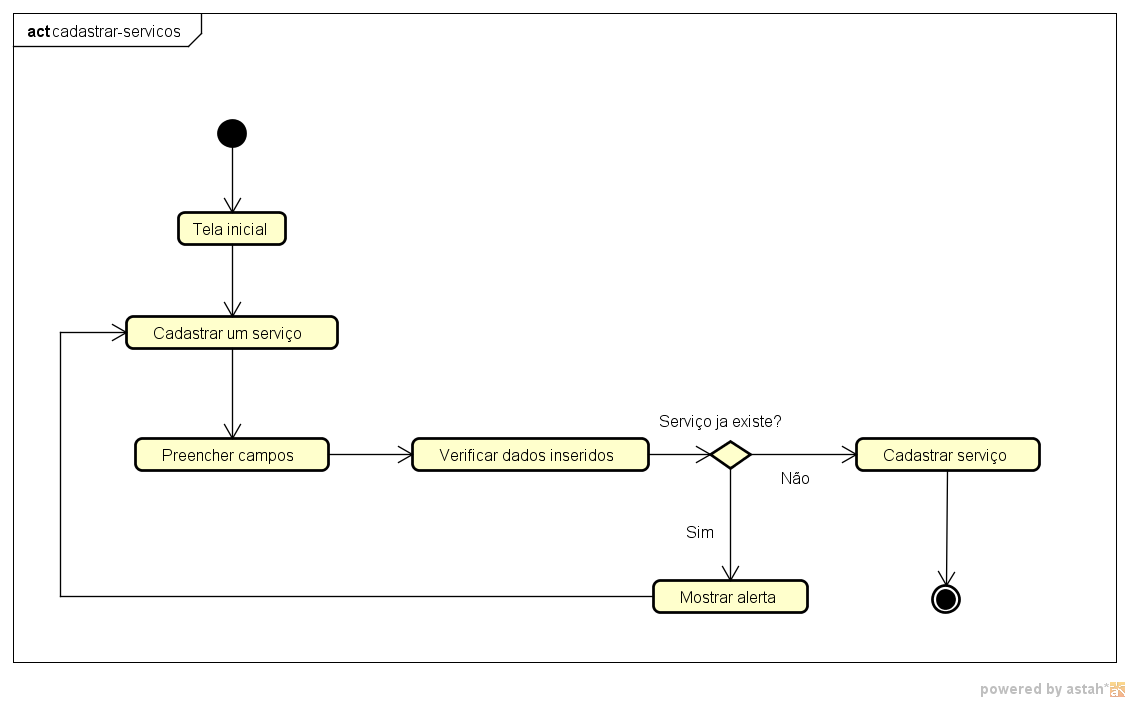 act cadastrar-servicos
Tela inicial
Cadastrar um serviço
Serviço ja existe?
Preencher campos
Verificar dados inseridos
Cadastrar serviço
Não
Sim
Mostrar alerta
powered by astah*